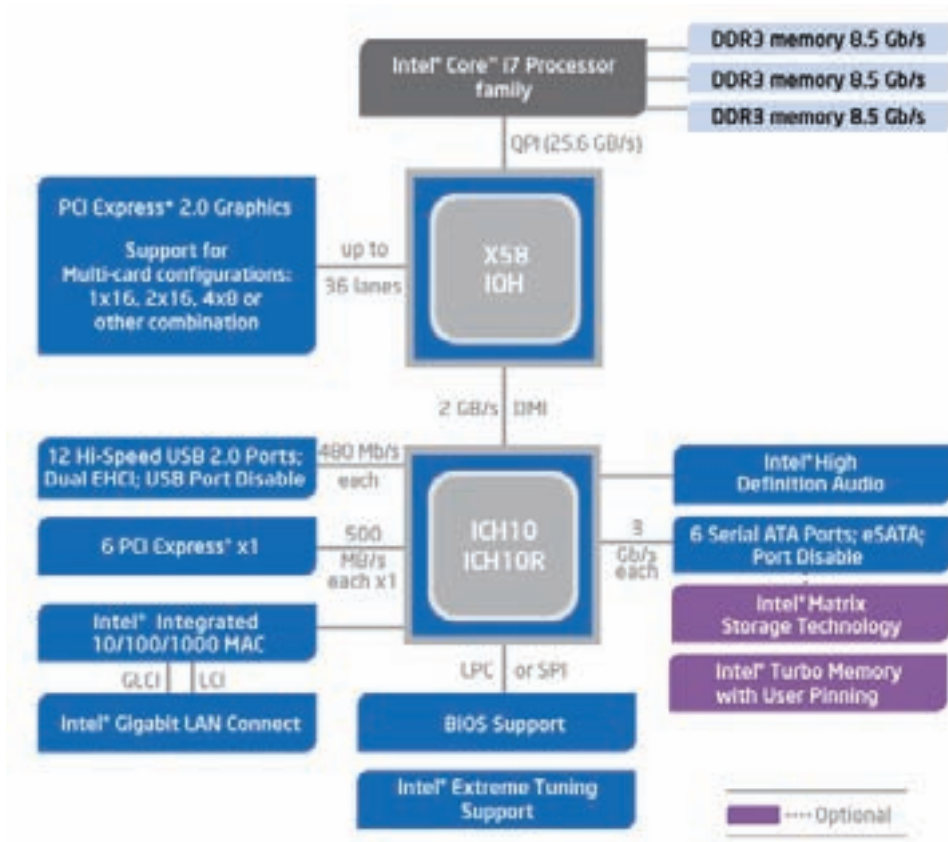 Intel® Core™ i7 Processor
family
DDR3 memory 8.5 Gb/s
DDR3 memory 8.5 Gb/s
DDR3 memory 8.5 Gb/s
QPI (25.6 GB/s)
PCI Express* 2.0 Graphics
Support for
Multi-card configurations:
1x16, 2x16, 4x8 or
other combination
up to
36 lanes
X58
IOH
2 GB/s DMI
12 Hi-Speed USB 2.0 Ports;
Dual EHCI; USB Port Disable
480 Mb/s
each
6 PCI Express* x1
500
MB/s
each x1
Intel® Integrated
10/100/1000 MAC
GLCI LCI
Intel® Gigabit LAN Connect
ICH10
ICH10R
Intel® High
Definition Audio
3
Gb/s
each
6 Serial ATA Ports; eSATA;
Port Disable
Intel® Matrix
Storage Technology
Intel® Turbo Memory
with User Pinning
LPC or SPI
BIOS Support
Intel® Extreme Tuning
Support
Optional